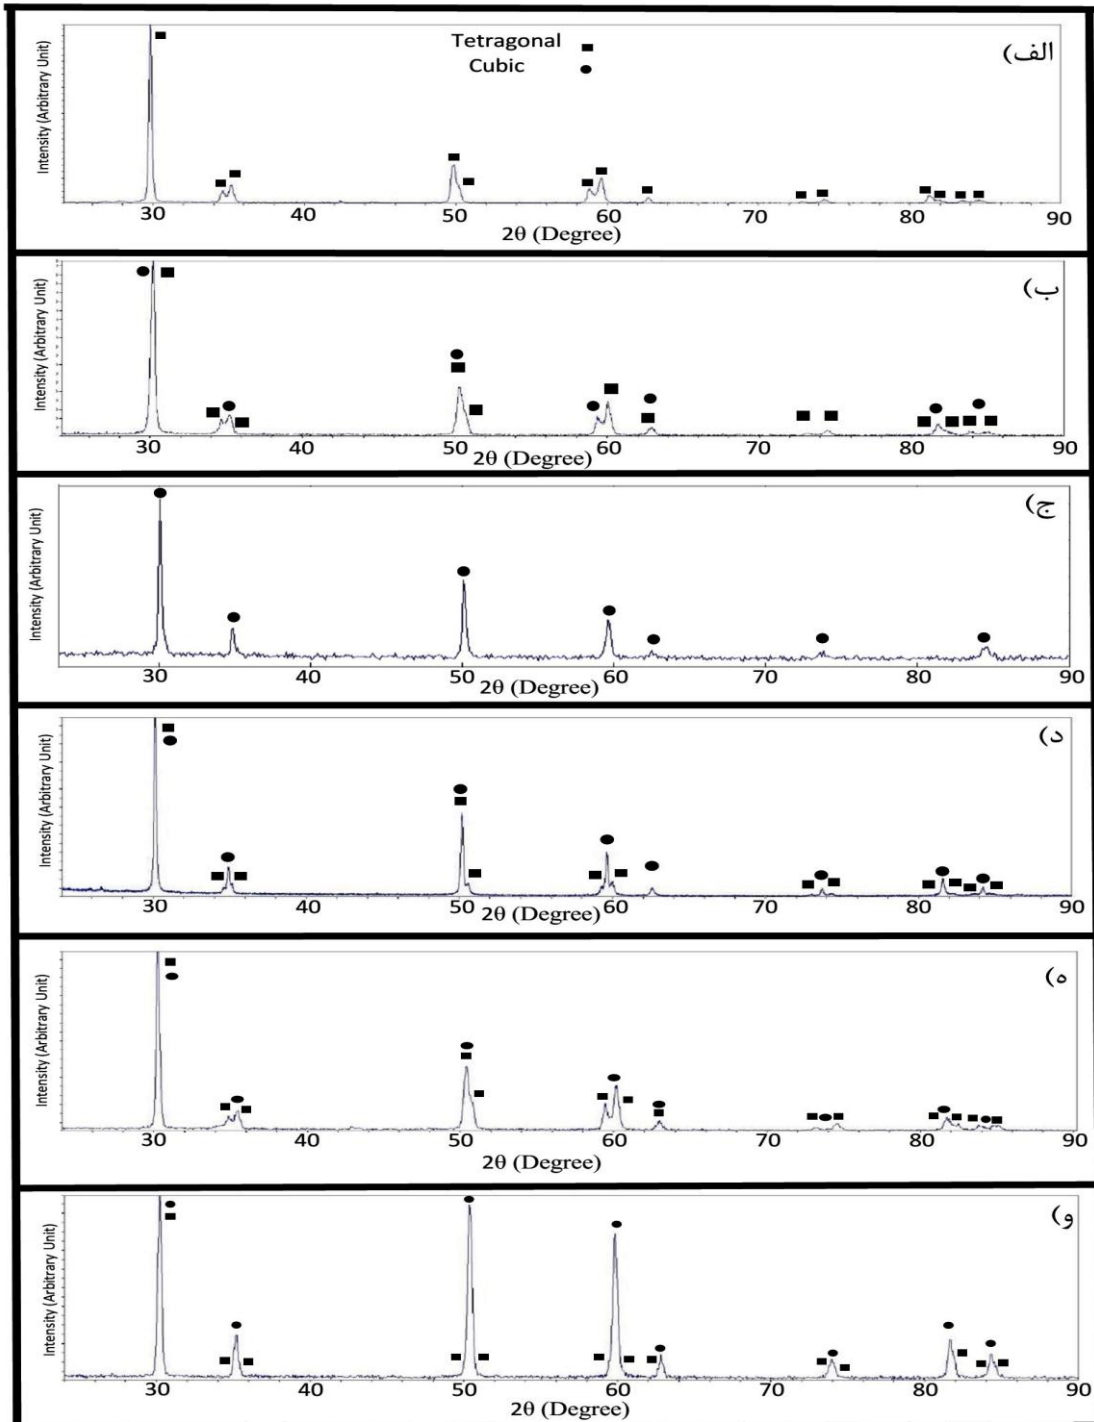 Tetragonal
Cubic
الف)
Intensity (Arbitrary Unit)
30 40 50 60 70 80 90
2θ (Degree)
ب)
Intensity (Arbitrary Unit)
30 40 50 60 70 80 90
2θ (Degree)
ج)
Intensity (Arbitrary Unit)
30 40 50 60 70 80 90
2θ (Degree)
د)
Intensity (Arbitrary Unit)
30 40 50 60 70 80 90
2θ (Degree)
ه)
Intensity (Arbitrary Unit)
30 40 50 60 70 80 90
2θ (Degree)
و)
Intensity (Arbitrary Unit)
30 40 50 60 70 80 90
2θ (Degree)